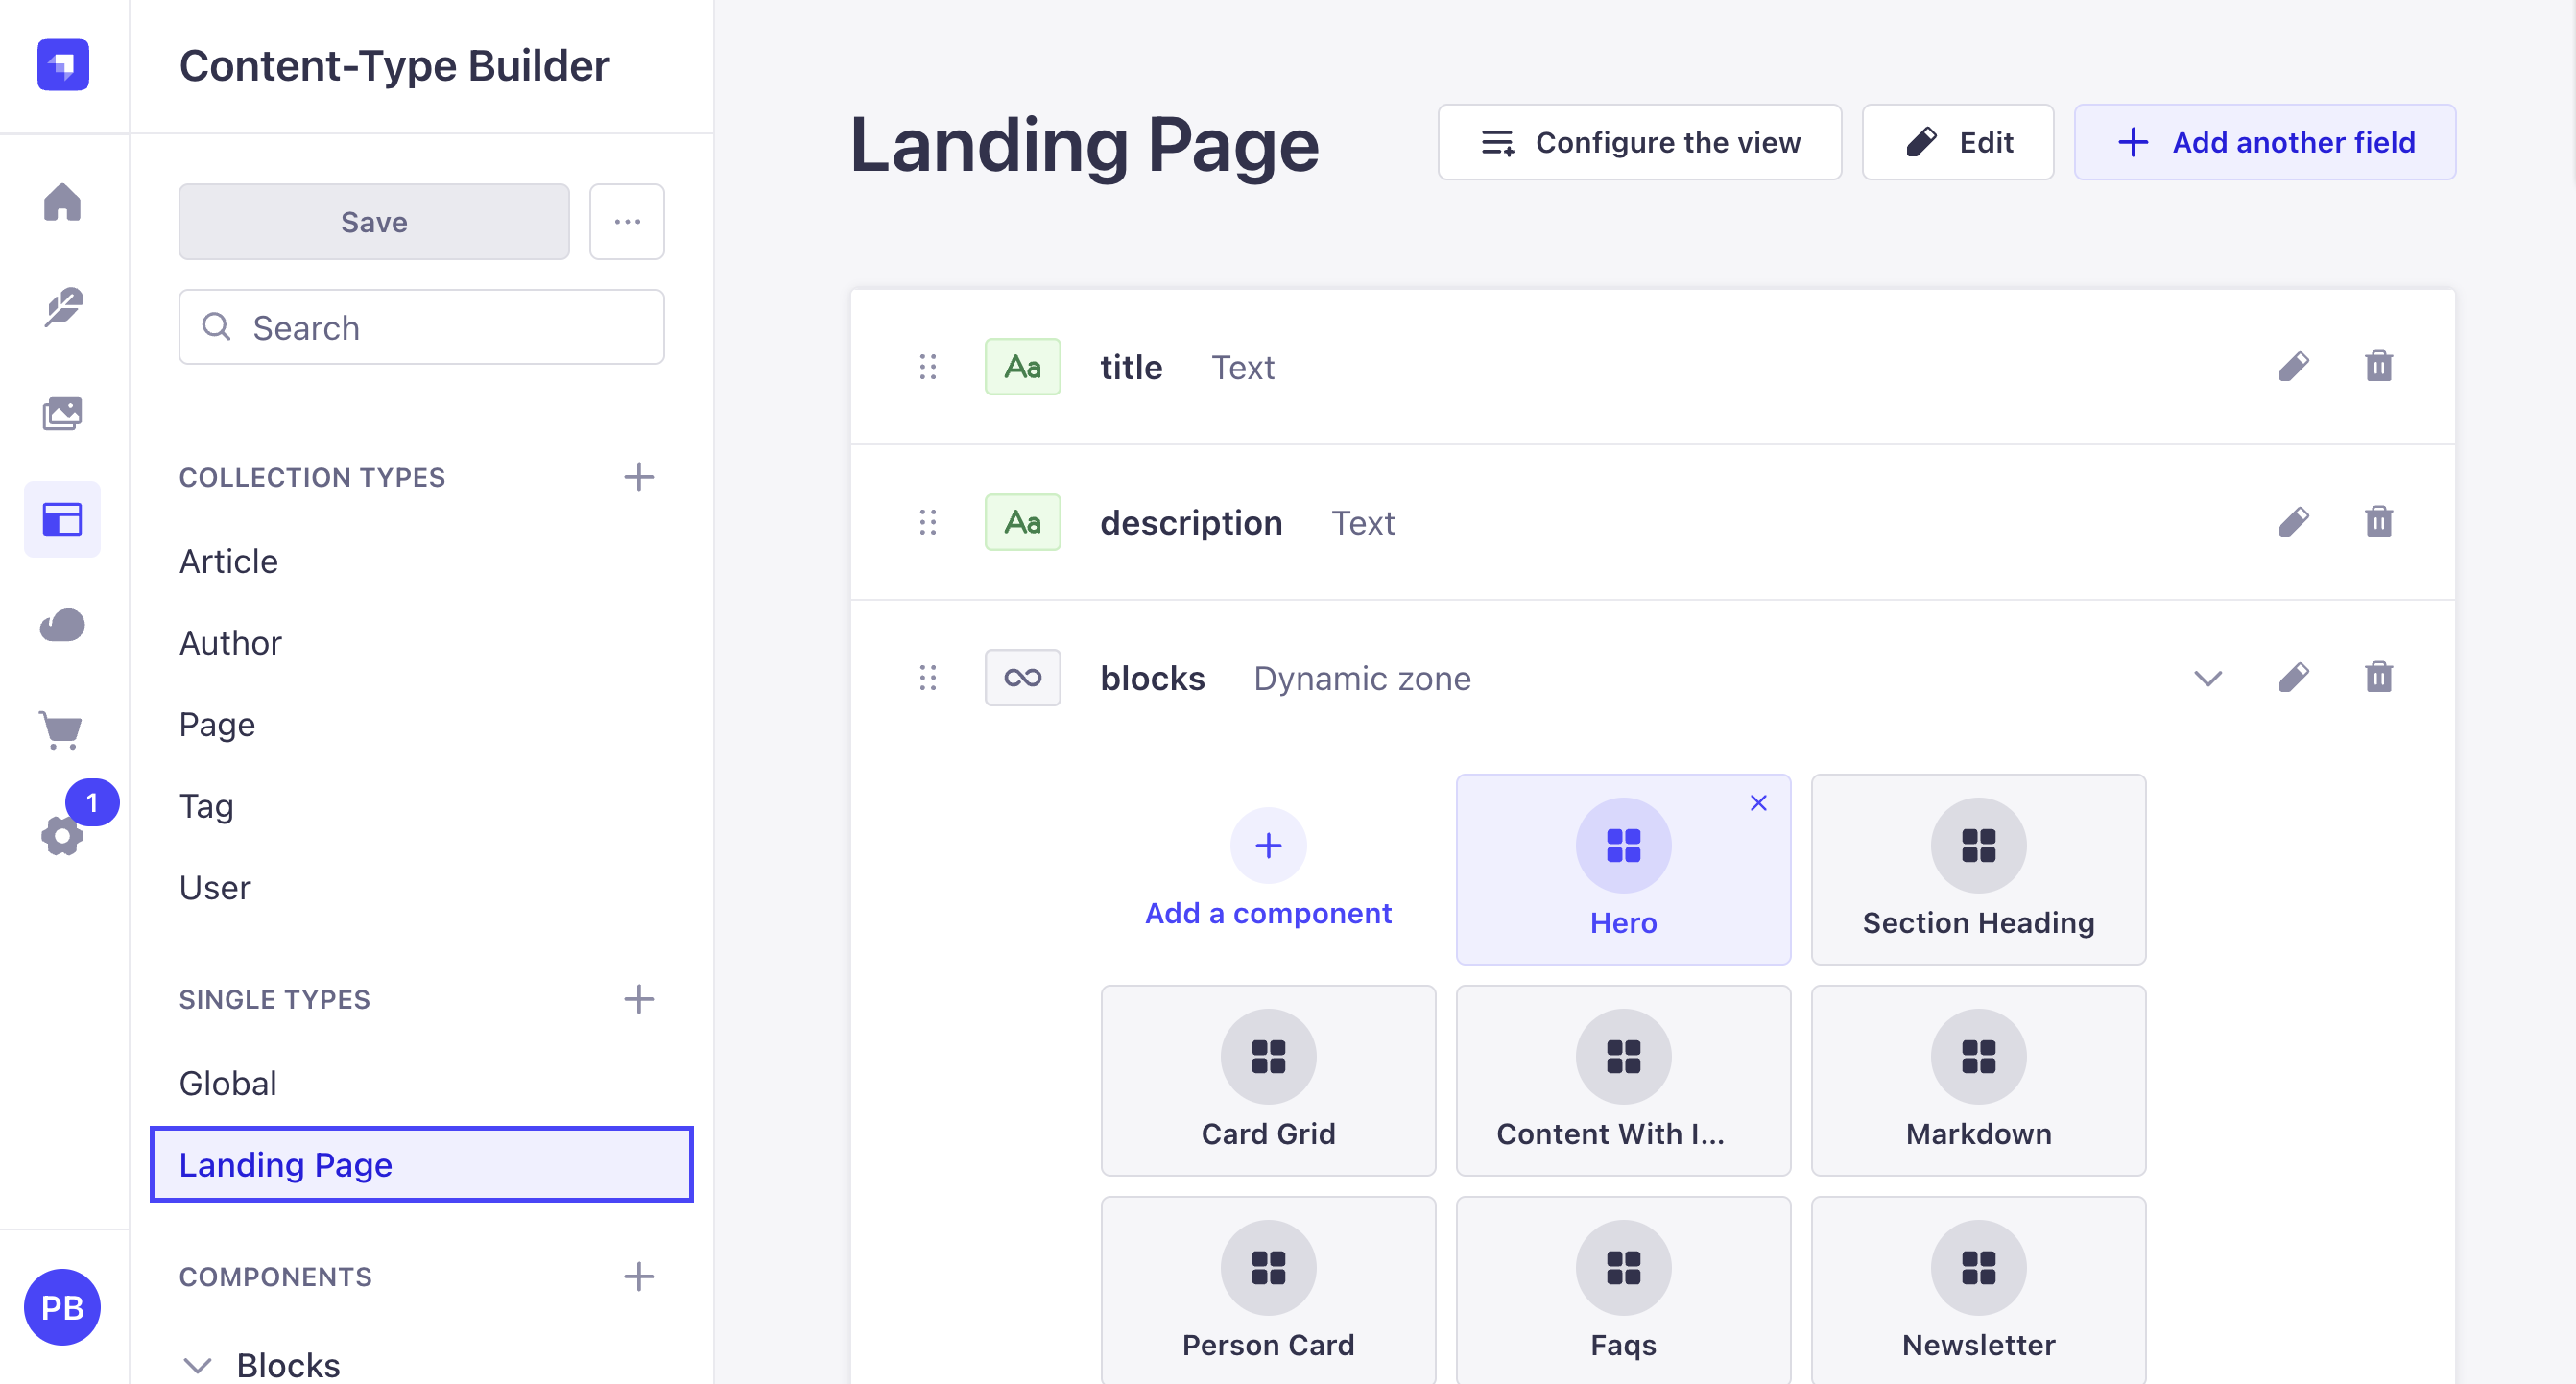 Content-Type Builder
Save
Search
COLLECTION TYPES
Article
Author
Page
Tag
1
User
SINGLE TYPES
Global
Landing Page
COMPONENTS
PB
Blocks
Landing Page
Configure the view
Edit
Add another field
Aa title Text
Aa description Text
blocks Dynamic zone
Add a component
Hero
Section Heading
Card Grid
Content With I...
Markdown
Person Card
Faqs
Newsletter